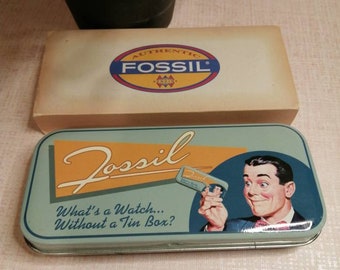 AUTHENTIC
FOSSIL
Fossil
What's a Watch...
Without a Tin Box?